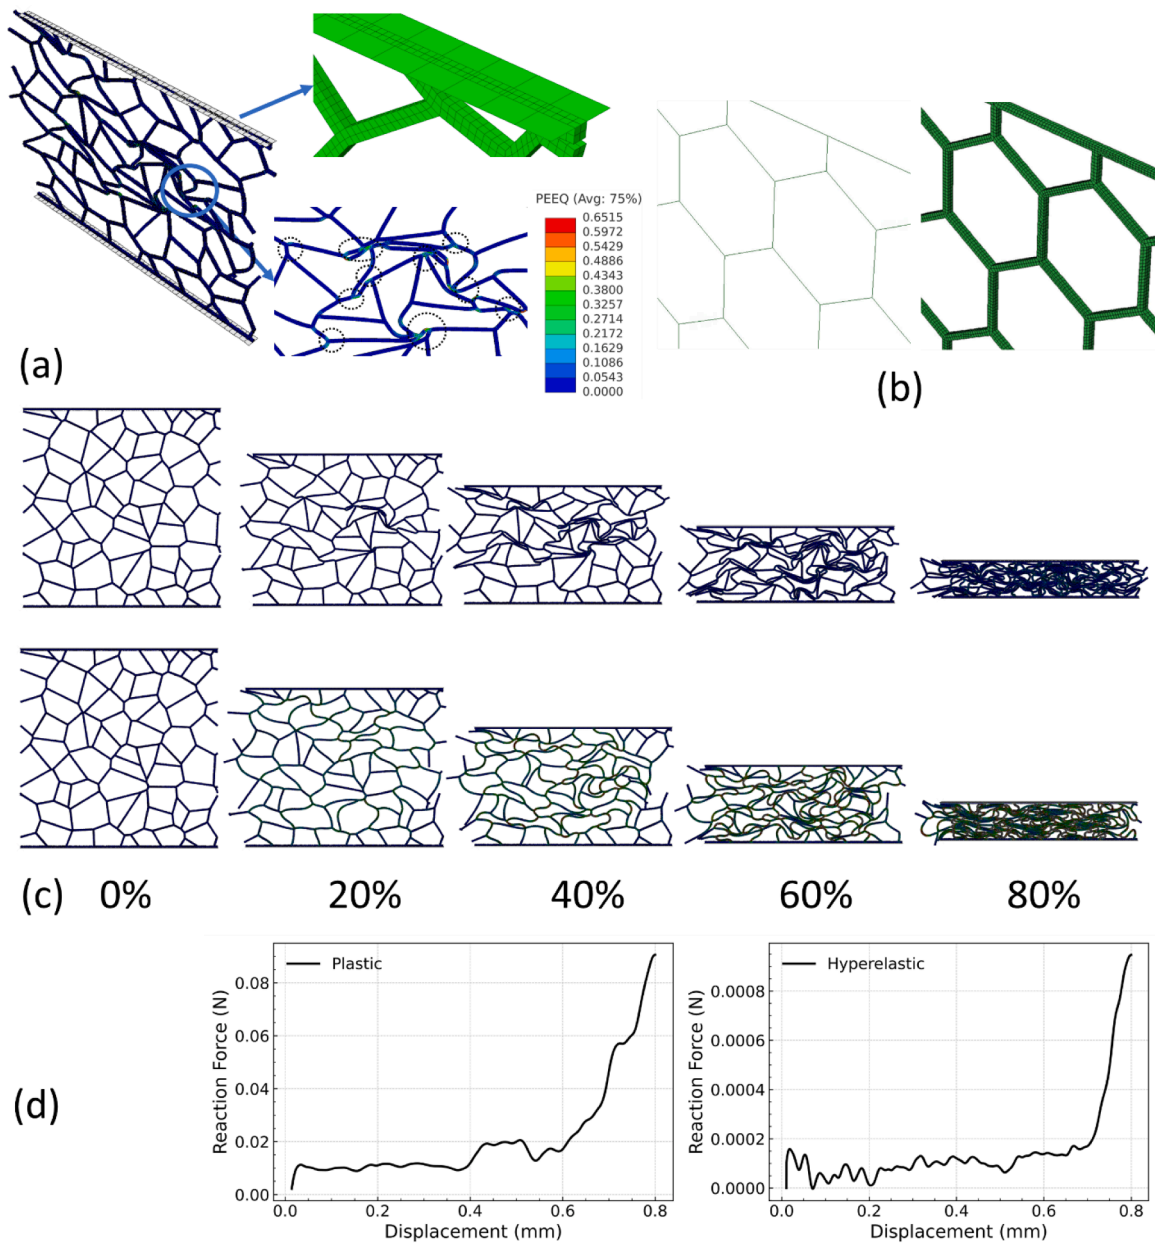 PEEQ (Avg: 75%)
0.6515
0.5972
0.5429
0.4886
0.4343
0.3800
0.3257
0.2714
0.2172
0.1629
0.1086
0.0543
0.0000
(a)
(b)
(c) 0% 20% 40% 60% 80%
(d)
Plastic
Reaction Force (N)
0.08
0.06
0.04
0.02
0.00
0.0 0.2 0.4 0.6 0.8
Displacement (mm)
Hyperelastic
Reaction Force (N)
0.0008
0.0006
0.0004
0.0002
0.0000
0.0 0.2 0.4 0.6 0.8
Displacement (mm)